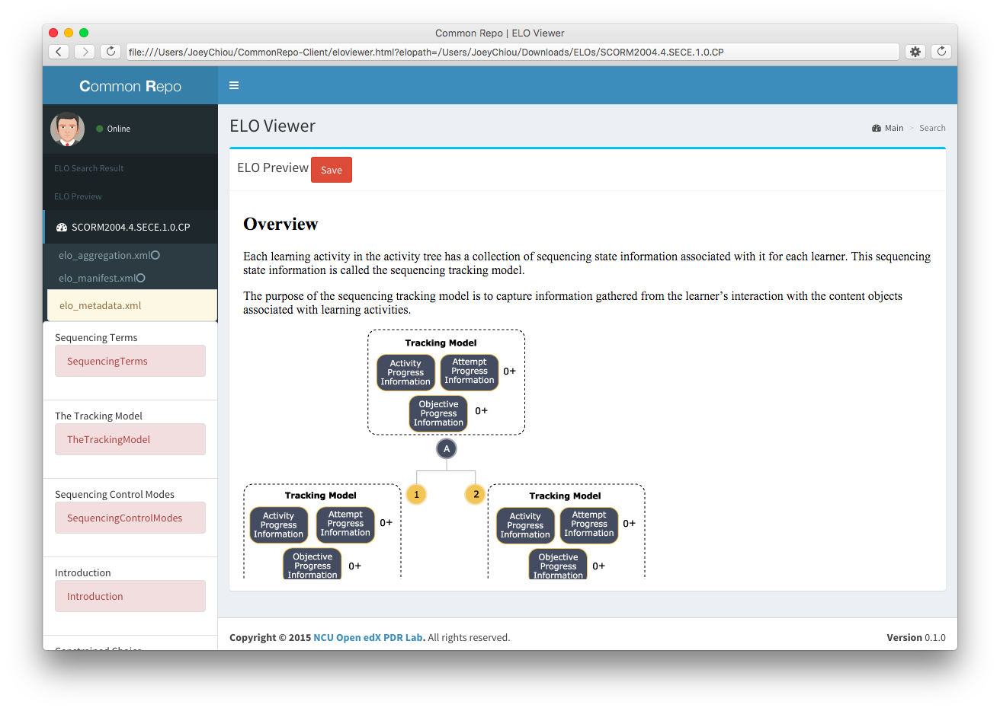 Common Repo | ELO Viewer
file:///Users/JoeyChiou/CommonRepo-Client/eloviewer.html?elopath=/Users/JoeyChiou/Downloads/ELOs/SCORM2004.4.SECE.1.0.CP
Common Repo
Online
ELO Search Result
ELO Preview
SCORM2004.4.SECE.1.0.CP
elo_aggregation.xml
elo_manifest.xml
elo_metadata.xml
Sequencing Terms
SequencingTerms
The Tracking Model
TheTrackingModel
Sequencing Control Modes
SequencingControlModes
Introduction
Introduction
Constrained Choice
ELO Viewer
Main > Search
ELO Preview Save
Overview
Each learning activity in the activity tree has a collection of sequencing state information associated with it for each learner. This sequencing
state information is called the sequencing tracking model.
The purpose of the sequencing tracking model is to capture information gathered from the learner’s interaction with the content objects
associated with learning activities.
Tracking Model
Activity
Progress
Information
Attempt
Progress
Information
0+
Objective
Progress
Information
0+
A
1
2
Tracking Model
Activity
Progress
Information
Attempt
Progress
Information
0+
Objective
Progress
Information
0+
Tracking Model
Activity
Progress
Information
Attempt
Progress
Information
0+
Objective
Progress
Information
0+
Copyright © 2015 NCU Open edX PDR Lab. All rights reserved.
Version 0.1.0